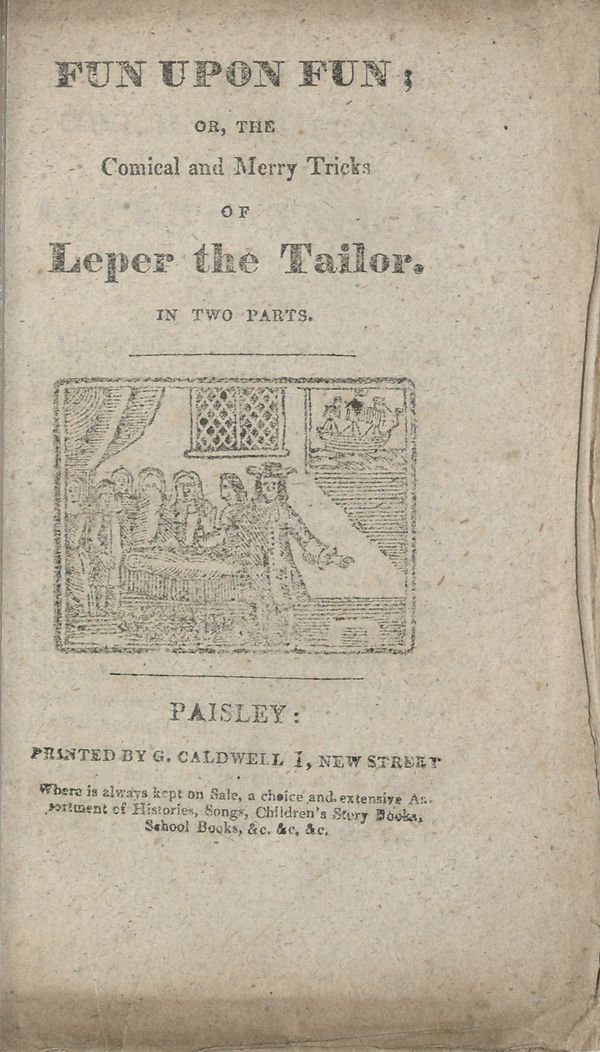 FUN UPON FUN;
OR, THE
Comical and Merry Tricks
OF
Leper the Tailor.
IN TWO PARTS.
PAISLEY:
PRINTED BY G. CALDWELL 1, NEW STREET
Where is always kept on Sale, a choice and extensive As-
sortment of Histories, Songs, Children's Story Books,
School Books, &c. &c. &c.